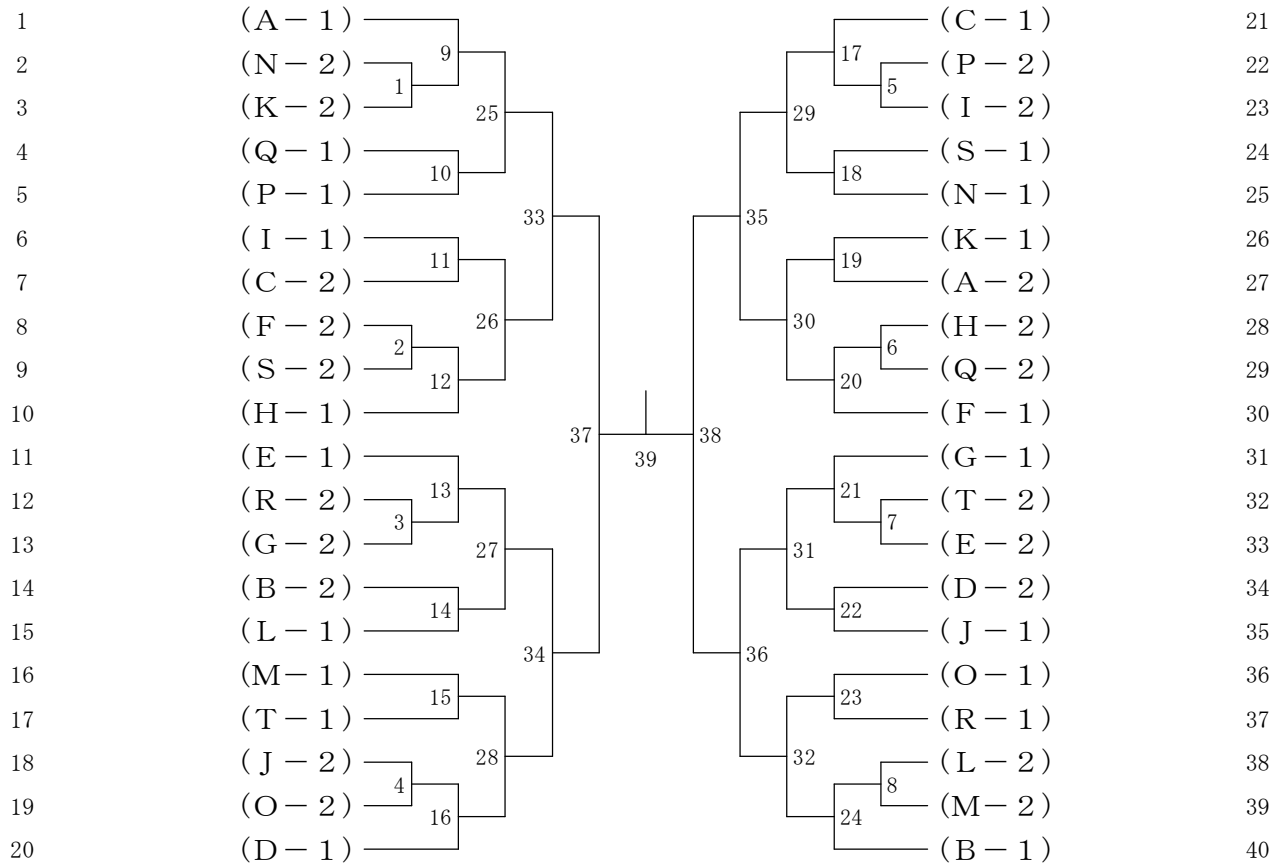 1 (A－1) (C－1) 21
9 17
2 (N－2) (P－2) 22
1 5
3 (K－2) (I－2) 23
25 29
4 (Q－1) (S－1) 24
10 18
5 (P－1) (N－1) 25
33 35
6 (I－1) (K－1) 26
11 19
7 (C－2) (A－2) 27
26 30
8 (F－2) (H－2) 28
2 6
9 (S－2) (Q－2) 29
12 20
10 (H－1) (F－1) 30
37 38
11 (E－1) (G－1) 31
39
13 21
12 (R－2) (T－2) 32
3 7
13 (G－2) (E－2) 33
27 31
14 (B－2) (D－2) 34
14 22
15 (L－1) (J－1) 35
34 36
16 (M－1) (O－1) 36
15 23
17 (T－1) (R－1) 37
28 32
18 (J－2) (L－2) 38
4 8
19 (O－2) (M－2) 39
16 24
20 (D－1) (B－1) 40